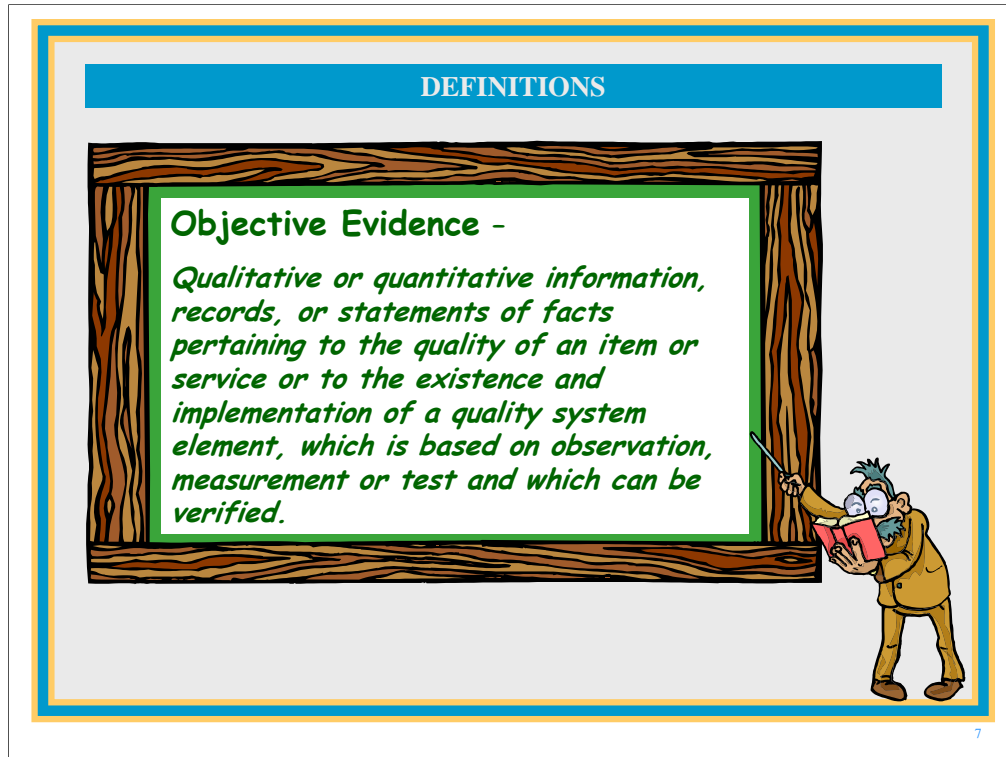 DEFINITIONS
Objective Evidence –
Qualitative or quantitative information,
records, or statements of facts
pertaining to the quality of an item or
service or to the existence and
implementation of a quality system
element, which is based on observation,
measurement or test and which can be
verified.
7